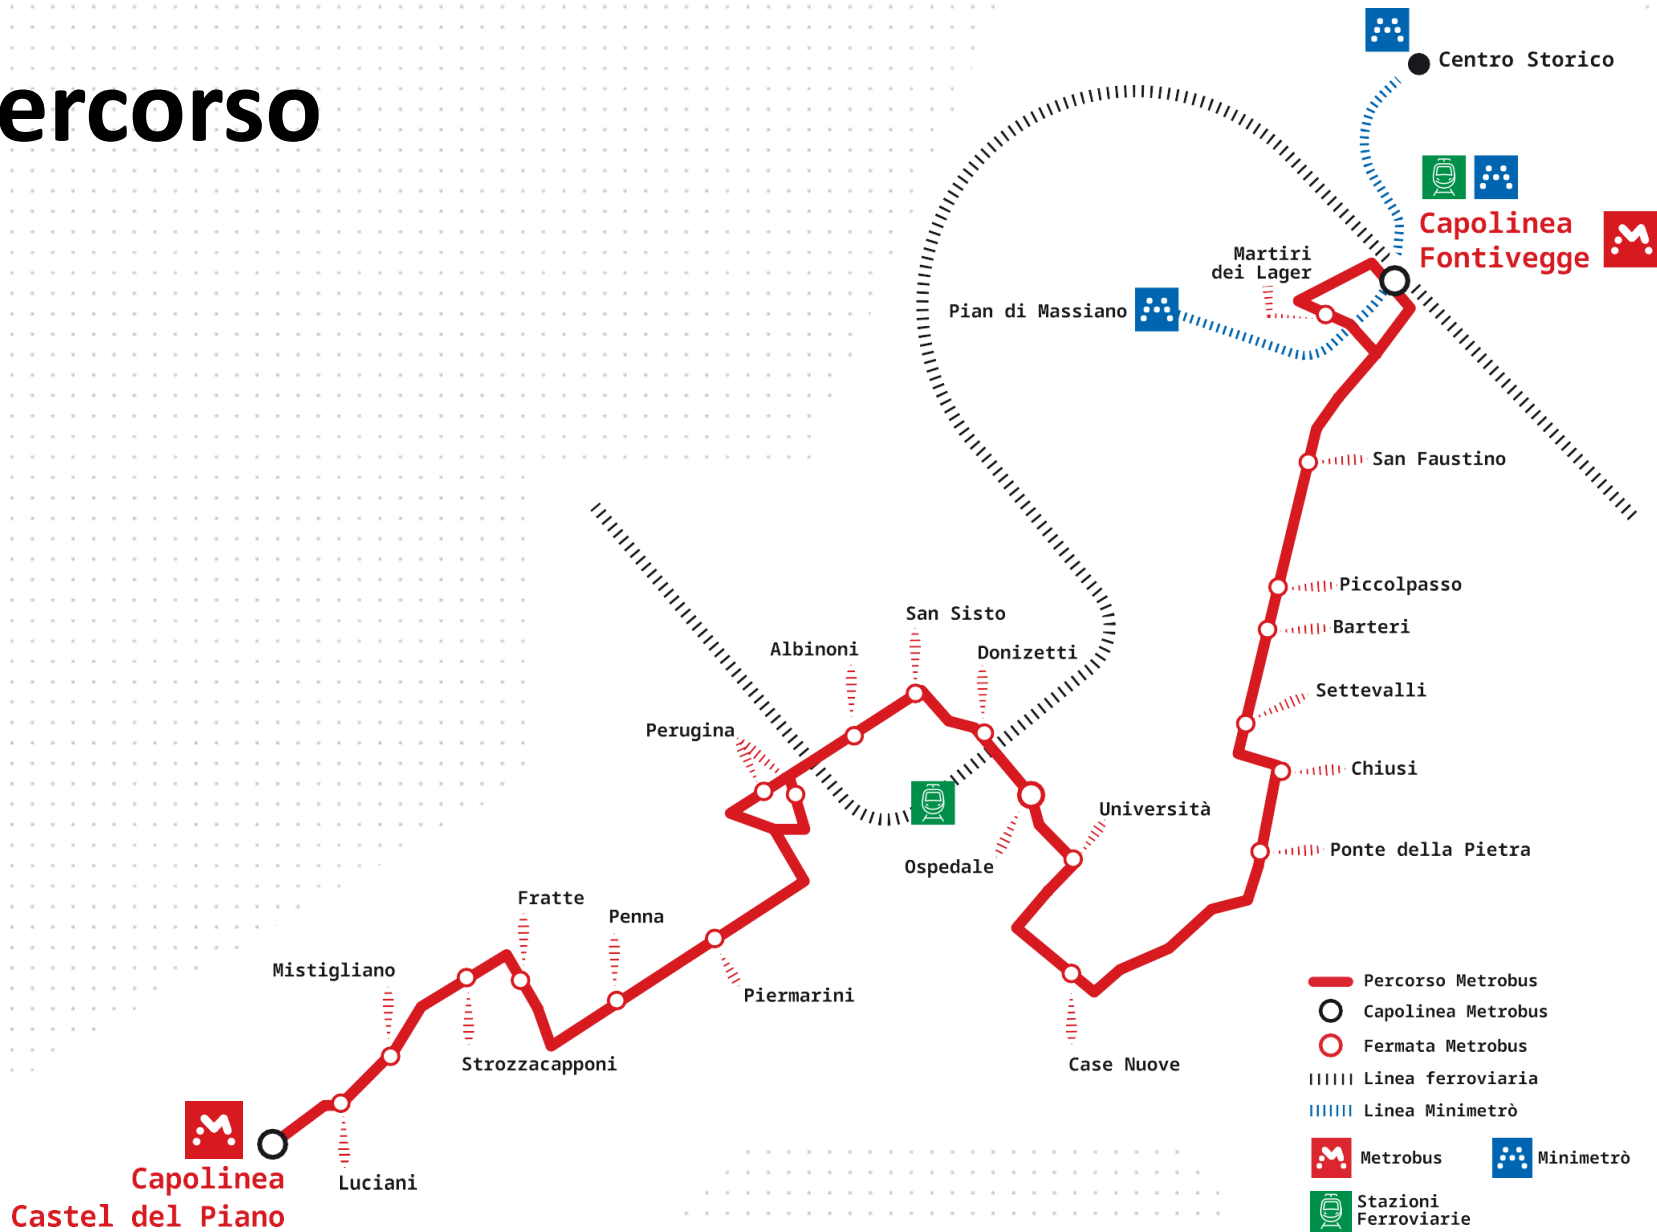 ercorso
Centro Storico
Capolinea
Fontivegge
Martiri
dei Lager
Pian di Massiano
San Faustino
Piccolpasso
Barteri
San Sisto
Albinoni
Donizetti
Settevalli
Perugina
Chiusi
Università
Ponte della Pietra
Ospedale
Fratte
Penna
Mistigliano
Piermarini
Strozzacapponi
Case Nuove
Capolinea
Castel del Piano
Luciani
Percorso Metrobus
Capolinea Metrobus
Fermata Metrobus
Linea ferroviaria
Linea Minimetrò
Metrobus
Minimetrò
Stazioni
Ferroviarie